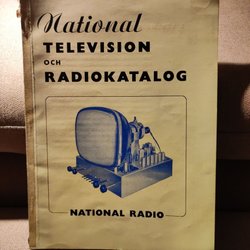 National
TELEVISION
OCH
RADIOKATALOG
NATIONAL RADIO